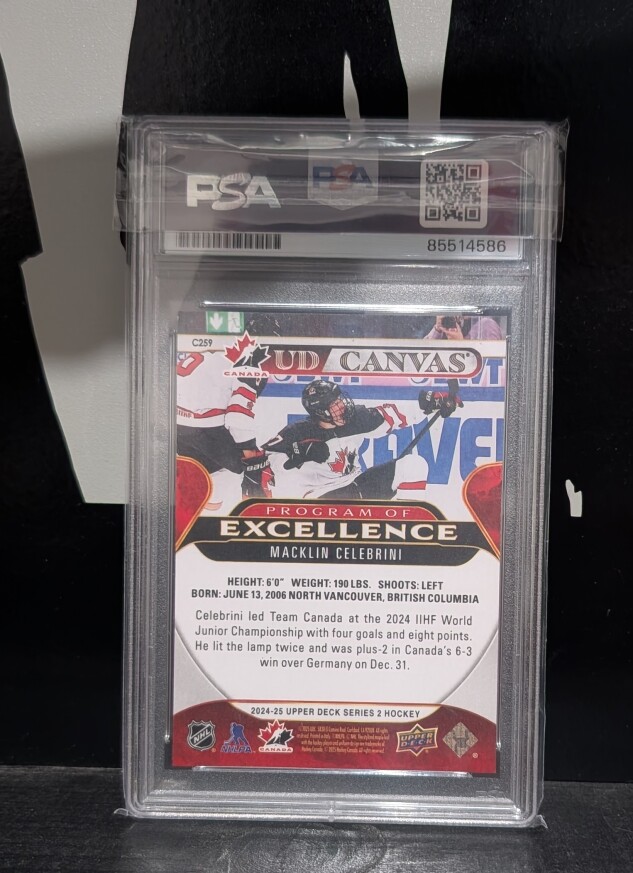 PSA
PSA
85514586
C259
CANADA
UD CANVAS
PROGRAM OF
EXCELLENCE
MACKLIN CELEBRINI
HEIGHT: 6'0" WEIGHT: 190 LBS. SHOOTS: LEFT
BORN: JUNE 13, 2006 NORTH VANCOUVER, BRITISH COLUMBIA
Celebrini led Team Canada at the 2024 IIHF World
Junior Championship with four goals and eight points.
He lit the lamp twice and was plus-2 in Canada's 6-3
win over Germany on Dec. 31.
2024-25 UPPER DECK SERIES 2 HOCKEY
NHL
NHLPA
CANADA
UPPER
DECK